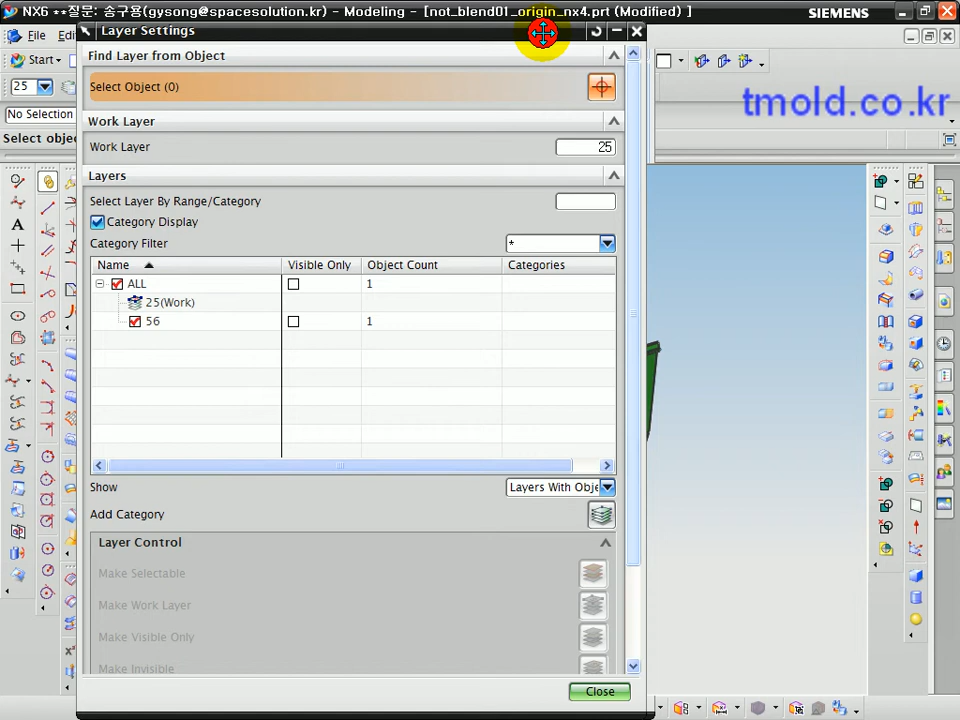 NX6 **질문: 송구용(gysong@spacesolution.kr) - Modeling - [not_blend01_origin_nx4.prt (Modified) ]
SIEMENS
File
Layer Settings
Start
Find Layer from Object
25
Select Object (0)
tmold.co.kr
No Selection
Work Layer
Select obje
Work Layer
25
Layers
Select Layer By Range/Category
Category Display
Category Filter
*
Name
Visible Only
Object Count
Categories
ALL
1
25(Work)
56
1
Show
Layers With Obje
Add Category
Layer Control
Make Selectable
Make Work Layer
Make Visible Only
Make Invisible
Close